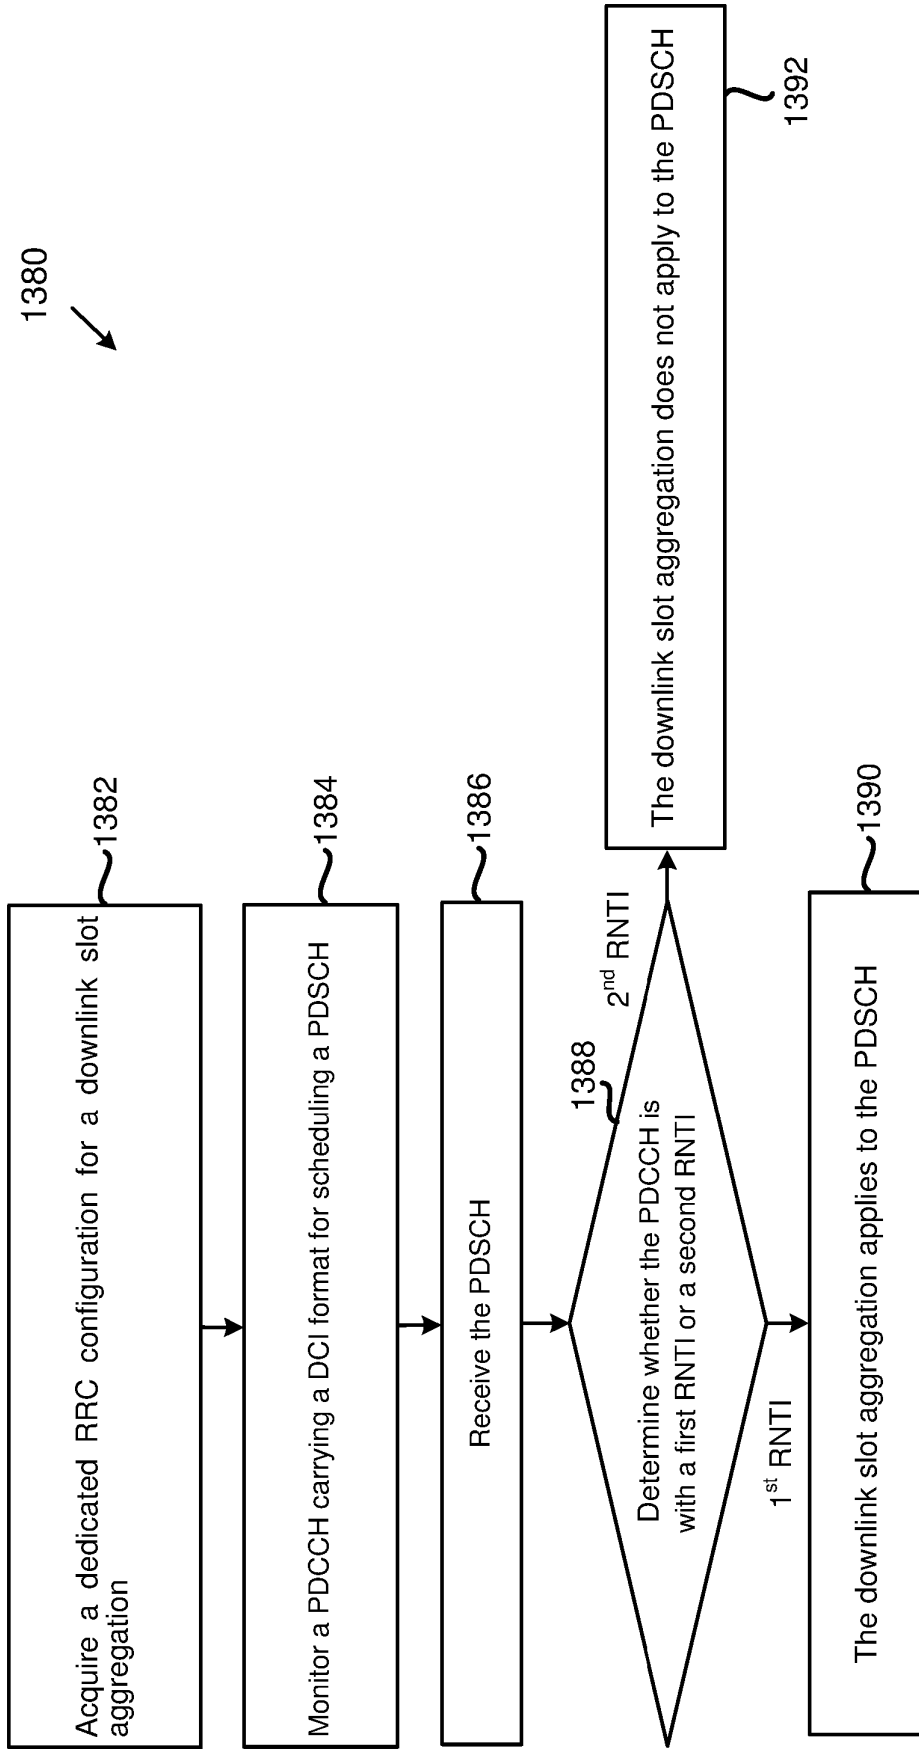 1380
Acquire a dedicated RRC configuration for a downlink slot
aggregation
1382
Monitor a PDCCH carrying a DCI format for scheduling a PDSCH
1384
Receive the PDSCH
1386
Determine whether the PDCCH is
with a first RNTI or a second RNTI
1388
2nd RNTI
The downlink slot aggregation does not apply to the PDSCH
1392
1st RNTI
The downlink slot aggregation applies to the PDSCH
1390